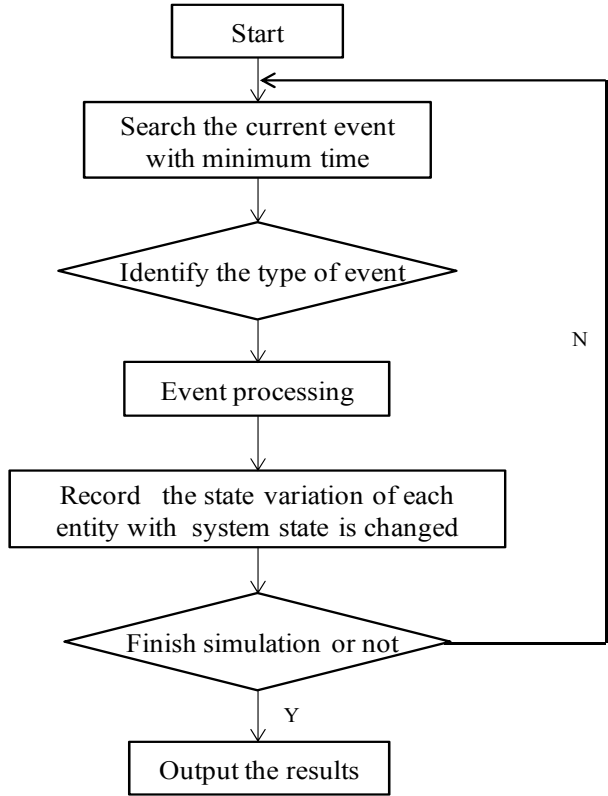 Start
Search the current event
with minimum time
Identify the type of event
N
Event processing
Record the state variation of each
entity with system state is changed
Finish simulation or not
Y
Output the results